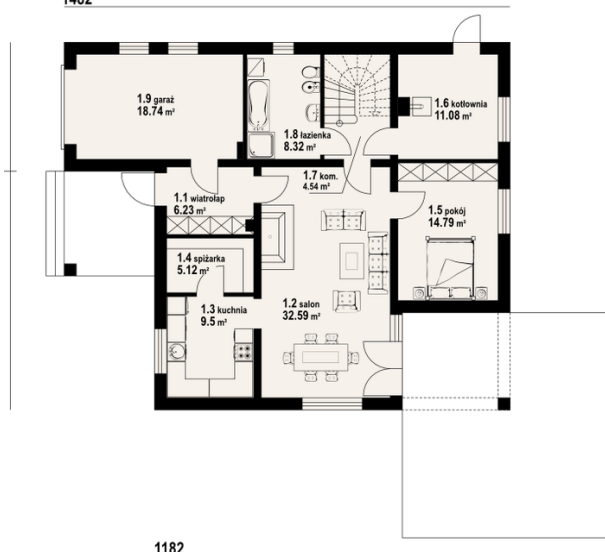 1482
1.9 garaż
18.74 m²
1.8 łazienka
8.32 m²
1.6 kotłownia
11.08 m²
1.7 kom.
4.54 m²
1.1 wiatrołap
6.23 m²
1.5 pokój
14.79 m²
1.4 spiżarka
5.12 m²
1.3 kuchnia
9.5 m²
1.2 salon
32.59 m²
1182